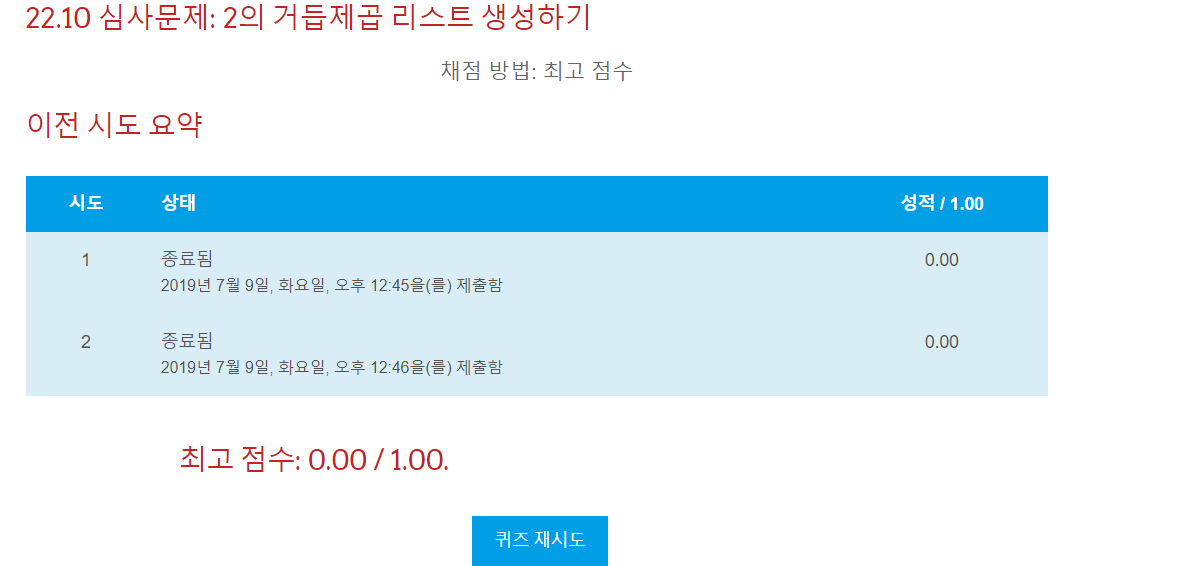 22.10 심사문제: 2의 거듭제곱 리스트 생성하기
채점 방법: 최고 점수
이전 시도 요약
시도 상태 성적 / 1.00
1 종료됨 0.00
2019년 7월 9일, 화요일, 오후 12:45을(를) 제출함
2 종료됨 0.00
2019년 7월 9일, 화요일, 오후 12:46을(를) 제출함
최고 점수: 0.00 / 1.00.
퀴즈 재시도